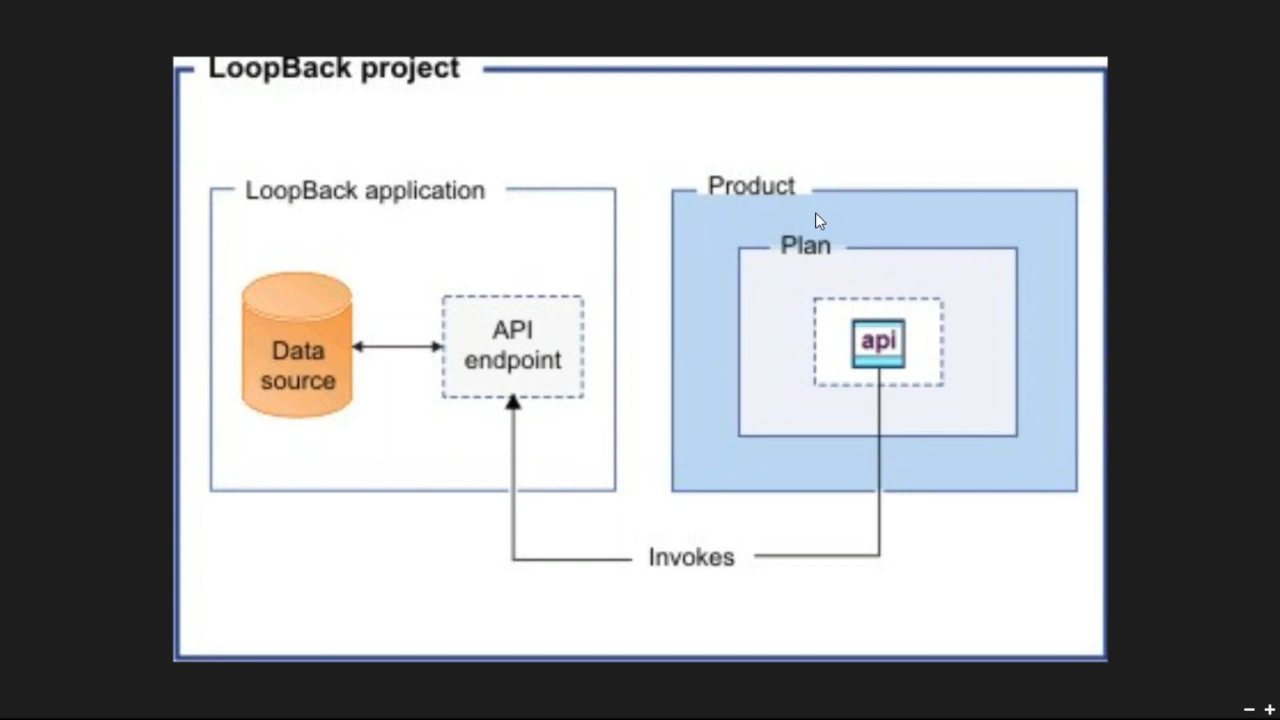 LoopBack project
LoopBack application
Product
Plan
Data
source
API
endpoint
api
Invokes